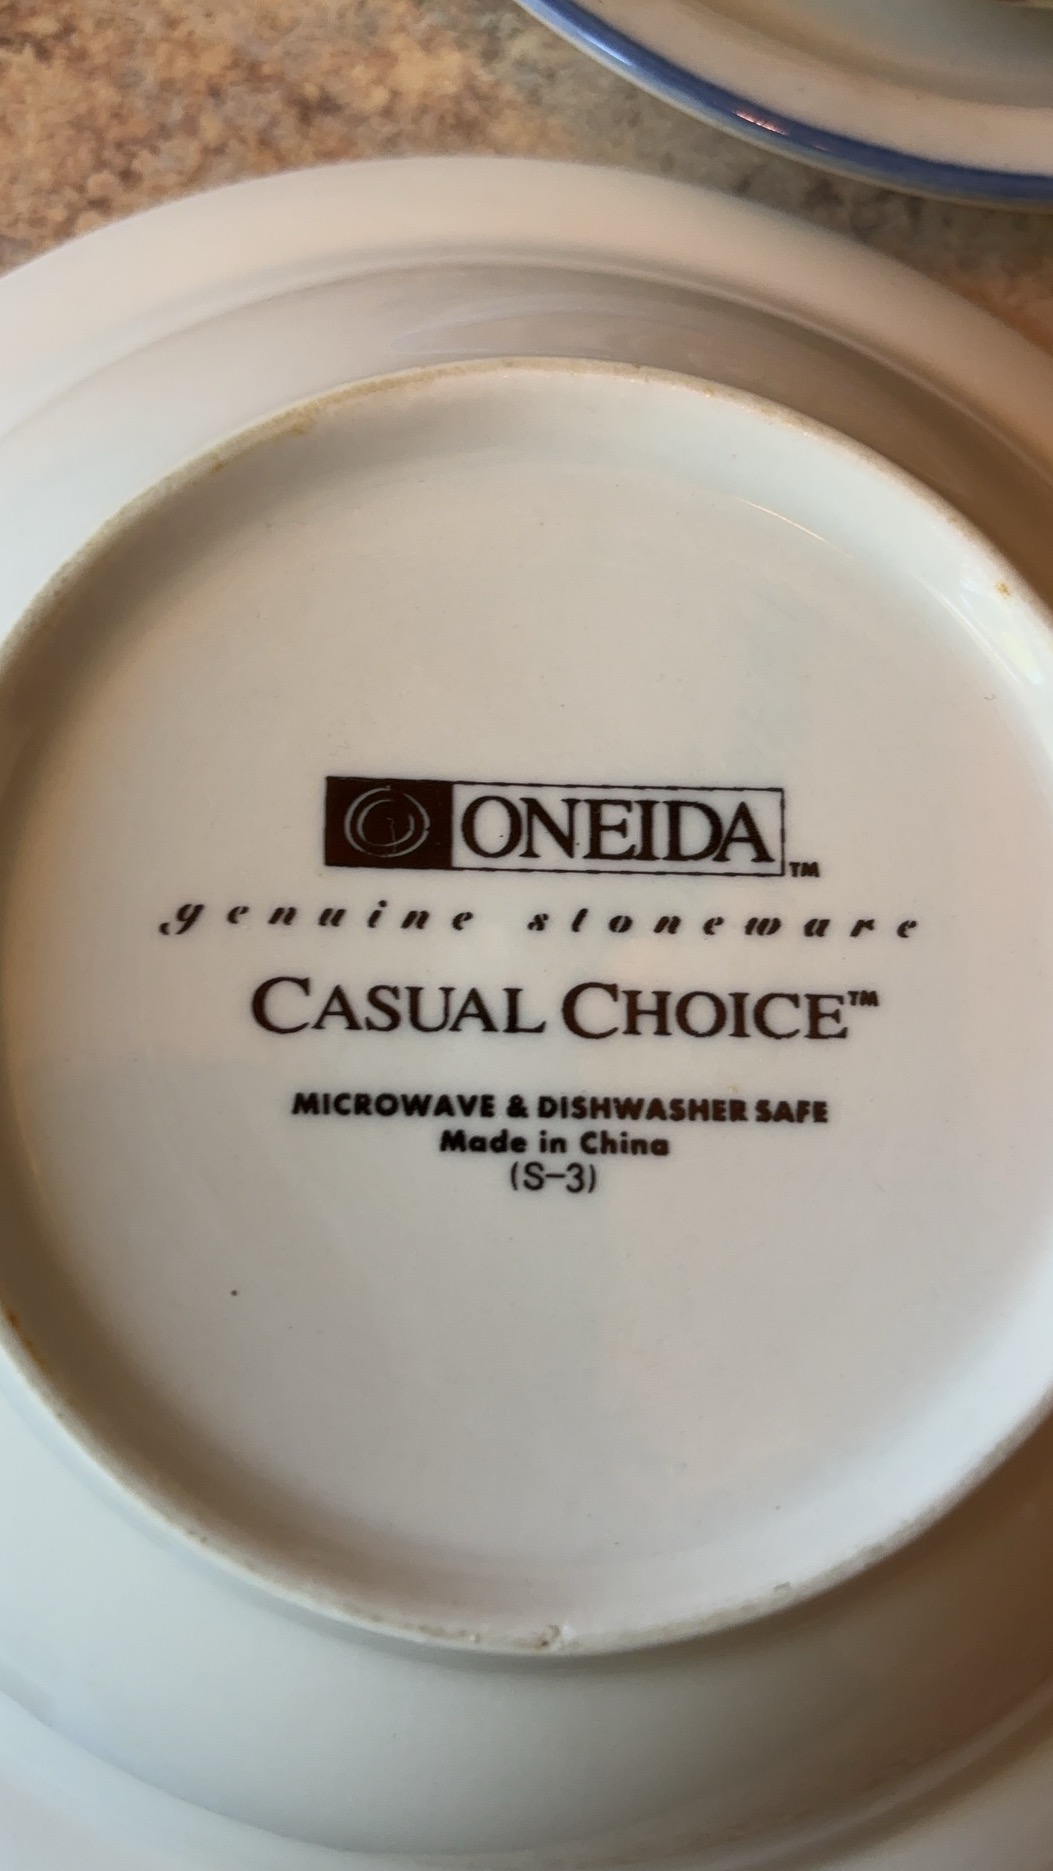 ONEIDA™
genuine stoneware
CASUAL CHOICE™
MICROWAVE & DISHWASHER SAFE
Made in China
(S-3)